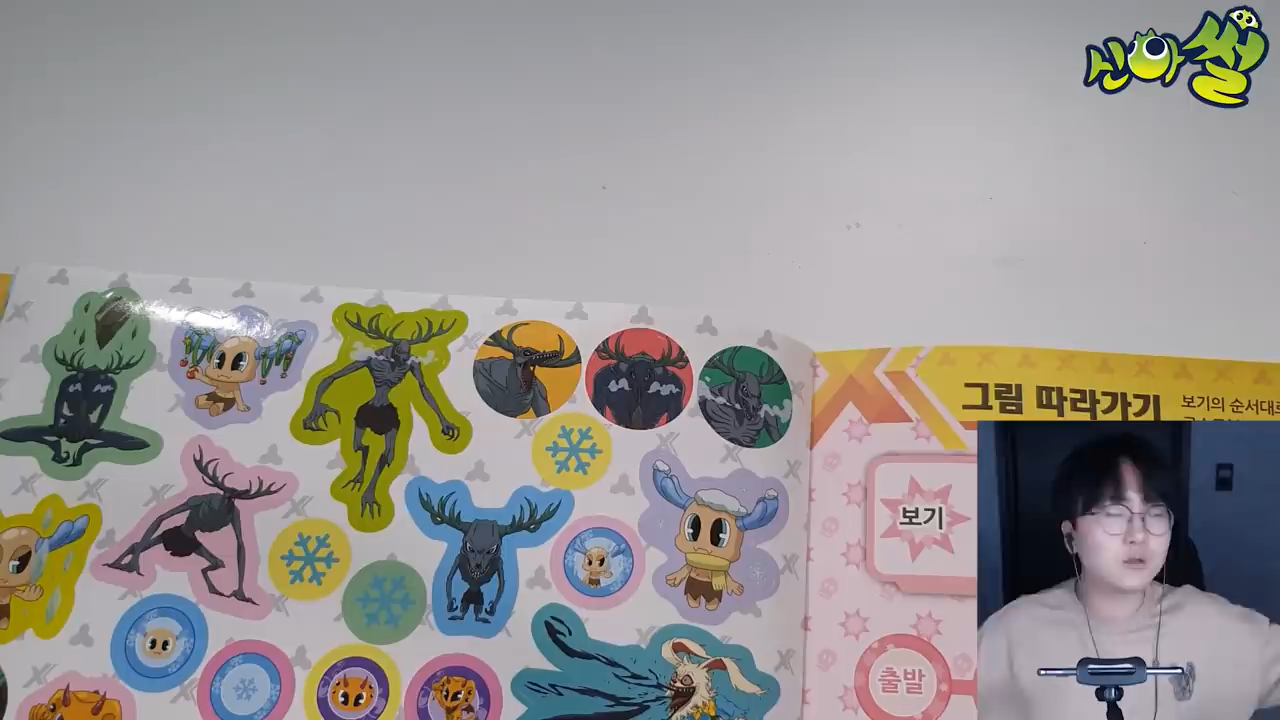 신아썰
그림 따라가기
보기의 순서대로
보기
출발